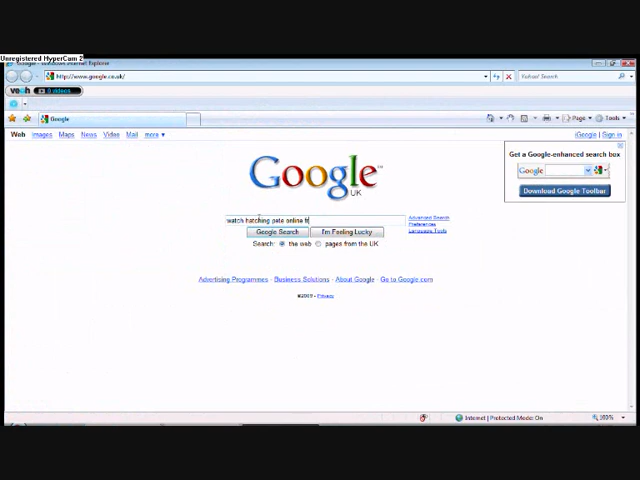 Unregistered HyperCam 2
Google - Windows Internet Explorer
http://www.google.co.uk/
Yahoo! Search
veoh 0 videos
Google
Page Tools
Web Images Maps News Video Mail more
iGoogle | Sign in
Get a Google-enhanced search box
Google
Download Google Toolbar
Google
UK
watch hatching pete online fr
Advanced Search
Preferences
Language Tools
Google Search I'm Feeling Lucky
Search: the web pages from the UK
Advertising Programmes - Business Solutions - About Google - Go to Google.com
©2009 - Privacy
Internet | Protected Mode: On
100%